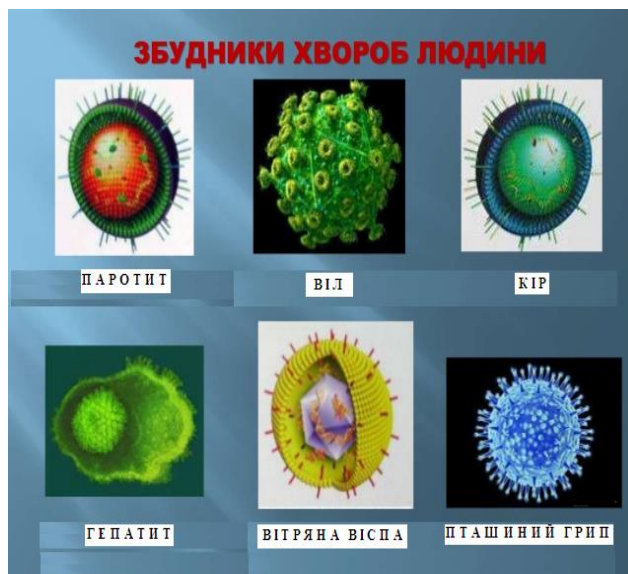 ЗБУДНИКИ ХВОРОБ ЛЮДИНИ
ПАРОТИТ
ВІЛ
КІР
ГЕПАТИТ
ВІТРЯНА ВІСПА
ПТАШИНИЙ ГРИП